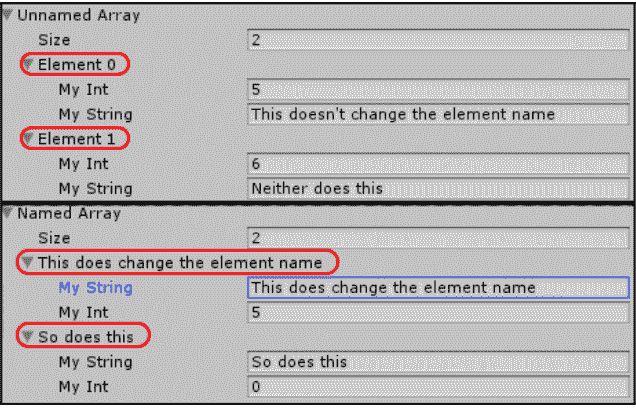 Unnamed Array
Size 2
Element 0
My Int 5
My String This doesn't change the element name
Element 1
My Int 6
My String Neither does this
Named Array
Size 2
This does change the element name
My String This does change the element name
My Int 5
So does this
My String So does this
My Int 0